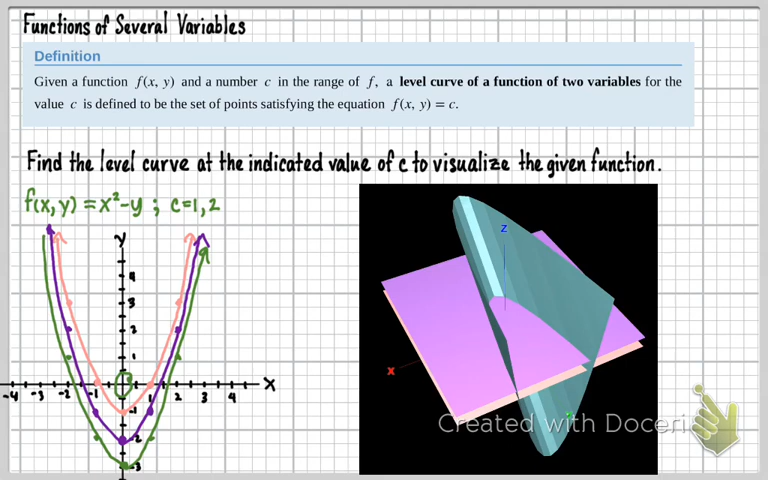 Functions of Several Variables
Definition
Given a function f(x, y) and a number c in the range of f, a level curve of a function of two variables for the
value c is defined to be the set of points satisfying the equation f(x, y) = c.
Find the level curve at the indicated value of c to visualize the given function.
f(x,y) = x²-y ; c=1,2
y
4
3
2
1
-4 -3 -2 -1 1 2 3 4 x
-1
-2
-3
z
x
Created with Doceri